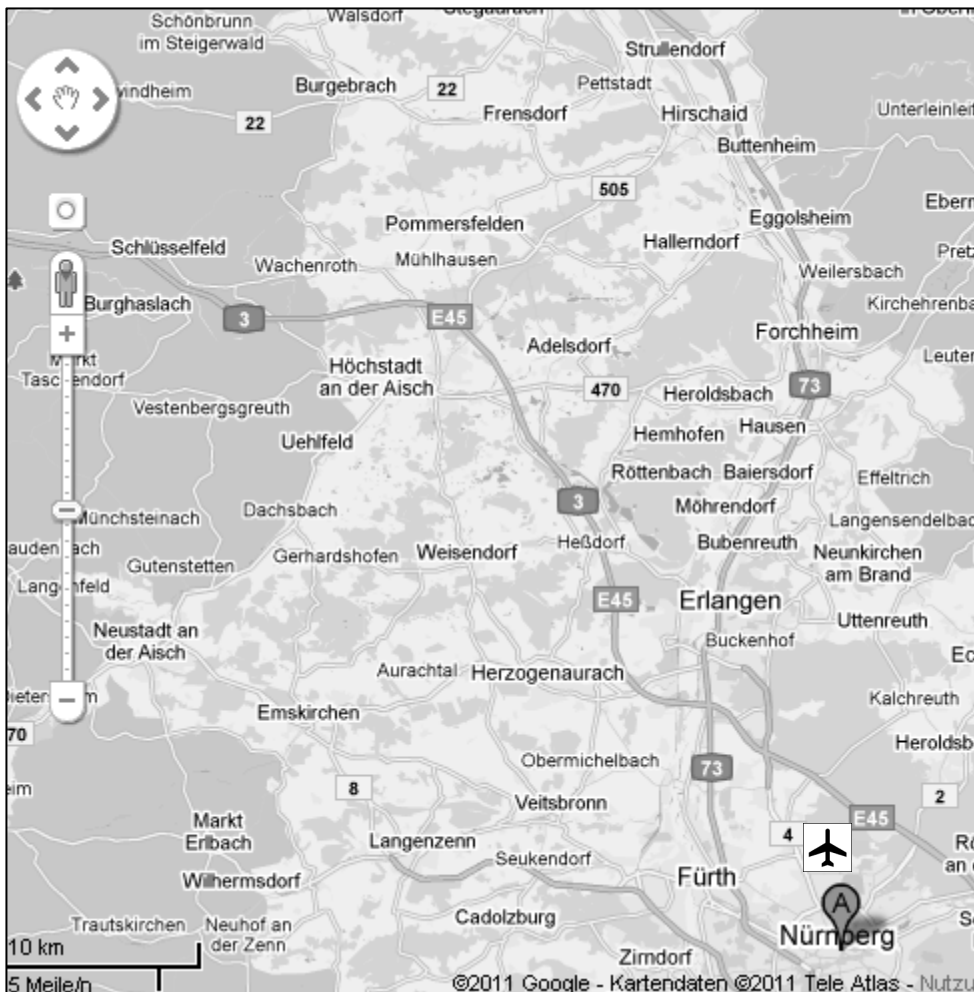 Walsdorf
Schönbrunn
im Steigerwald
Strullendorf
Burgebrach
22
Pettstadt
Frensdorf
Hirschaid
Unterleinleit
22
Buttenheim
505
Eberm
Pommersfelden
Eggolsheim
Schlüsselfeld
Hallerndorf
Pretz
Wachenroth
Mühlhausen
Weilersbach
Burghaslach
3
E45
Kirchehrenba
Forchheim
Adelsdorf
Höchstadt
an der Aisch
Leuter
Markt
Taschendorf
470
Heroldsbach
73
Vestenbergsgreuth
Uehlfeld
Hemhofen
Hausen
Röttenbach
Baiersdorf
Effeltrich
3
Möhrendorf
Münchsteinach
Dachsbach
Langensendelbac
Heßdorf
Bubenreuth
Gutenstetten
Gerhardshofen
Weisendorf
Neunkirchen
am Brand
E45
Erlangen
Uttenreuth
Neustadt an
der Aisch
Buckenhof
Aurachtal
Herzogenaurach
Kalchreuth
Emskirchen
70
Heroldsb
Obermichelbach
73
8
Veitsbronn
2
Markt
Erlbach
E45
4
Langenzenn
Seukendorf
Wilhermsdorf
Fürth
A
Trautskirchen
Neuhof an
der Zenn
Cadolzburg
Nürnberg
10 km
Zirndorf
5 Meile/n
©2011 Google - Kartendaten ©2011 Tele Atlas - Nutzu